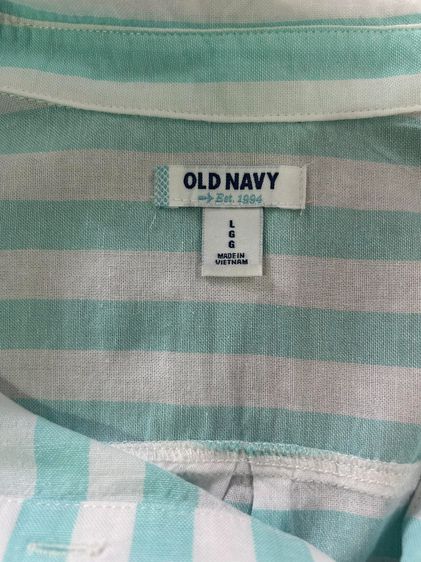 OLD NAVY
Est. 1994
L
G
G
MADE IN
VIETNAM